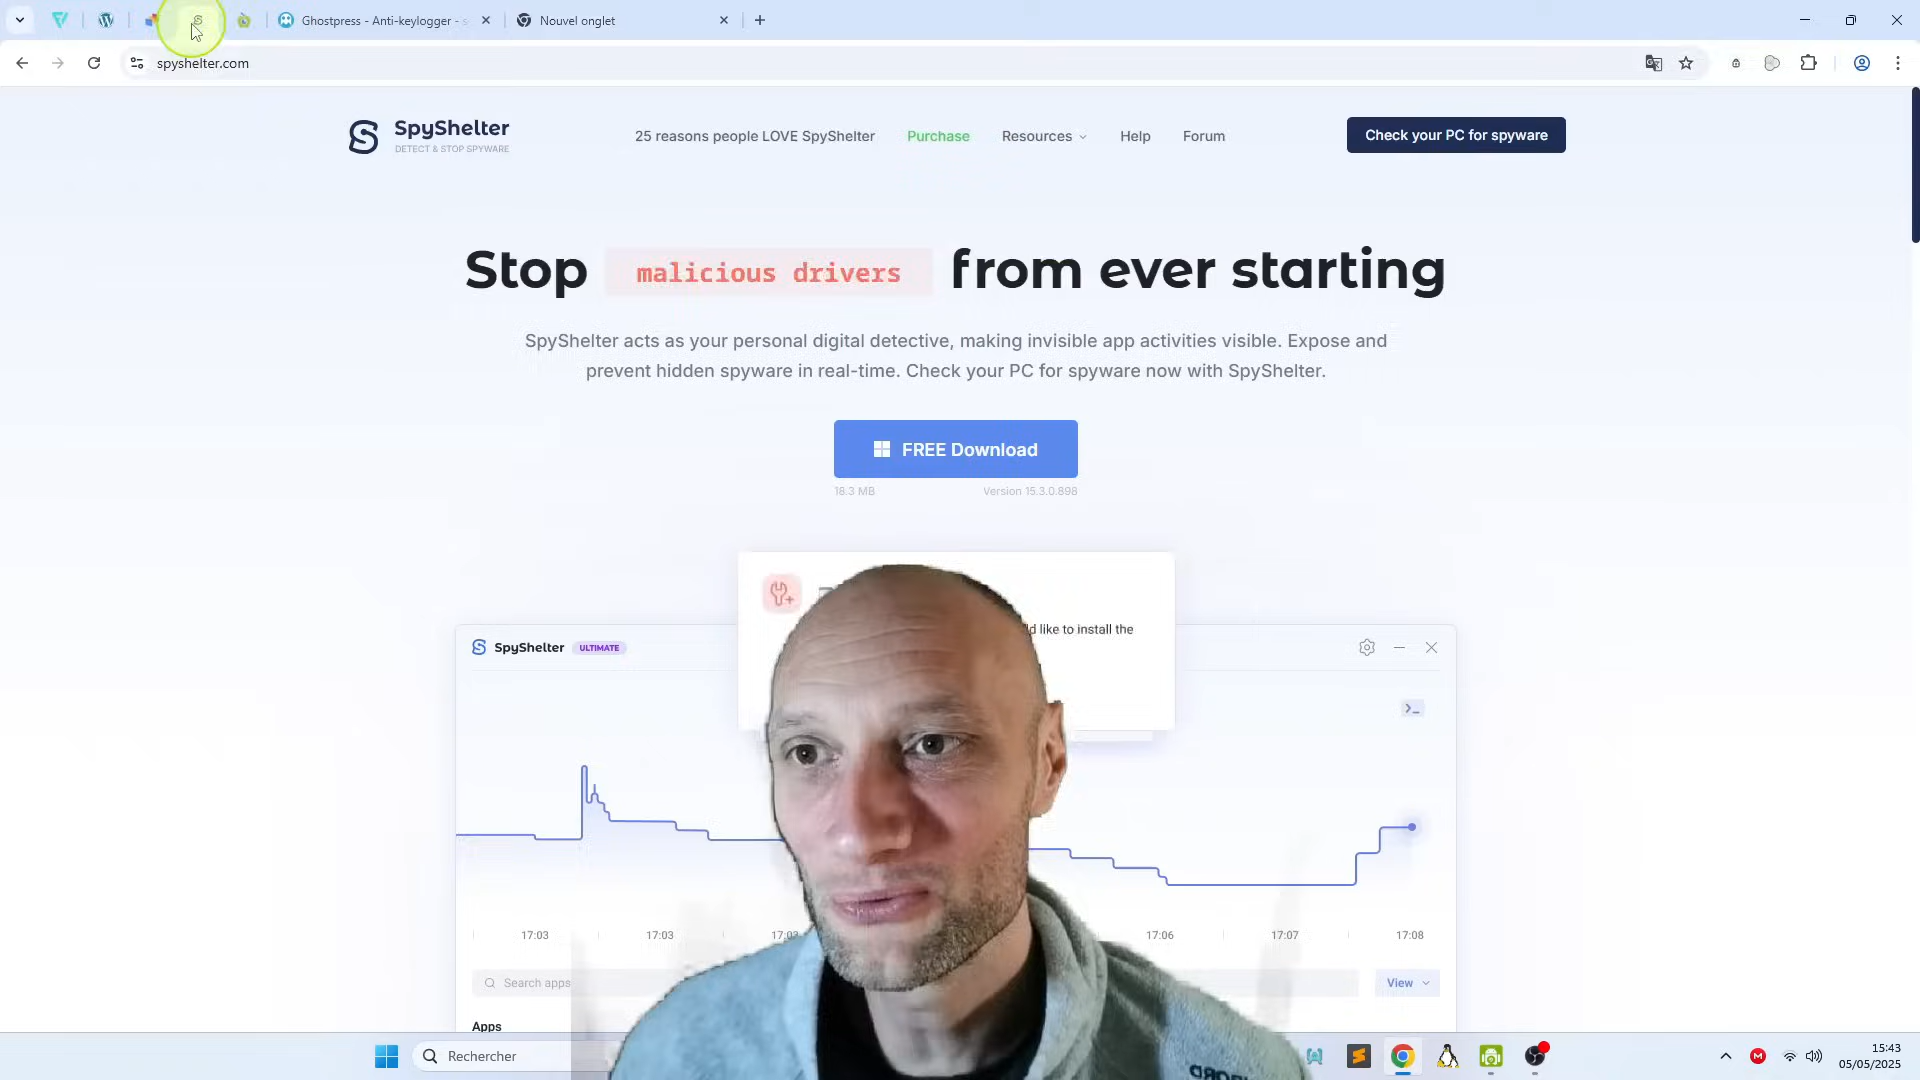 Ghostpress - Anti-keylogger -
Nouvel onglet
spyshelter.com
SpyShelter
DETECT & STOP SPYWARE
25 reasons people LOVE SpyShelter
Purchase
Resources
Help
Forum
Check your PC for spyware
Stop malicious drivers from ever starting
SpyShelter acts as your personal digital detective, making invisible app activities visible. Expose and
prevent hidden spyware in real-time. Check your PC for spyware now with SpyShelter.
FREE Download
18.3 MB
Version 15.3.0.898
like to install the
SpyShelter ULTIMATE
17:03
17:03
17:03
17:06
17:07
17:08
Search apps
View
Apps
Rechercher
15:43
05/05/2025